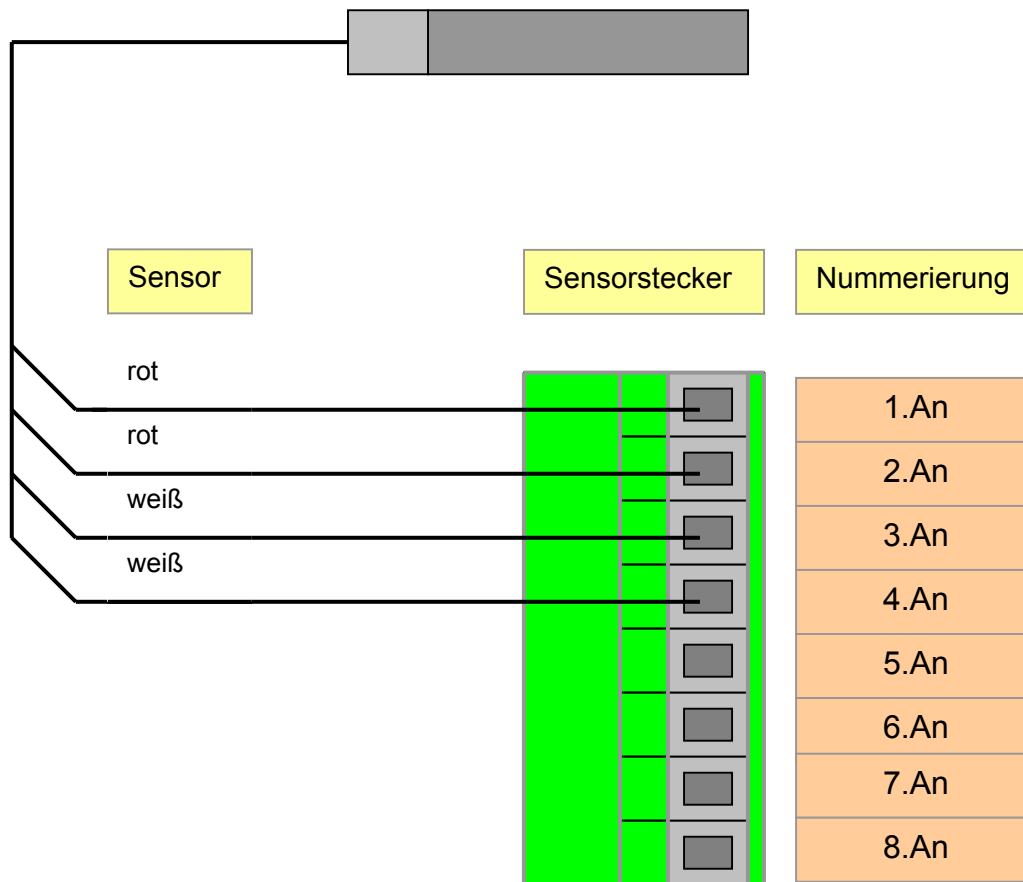 Sensor
Sensorstecker
Nummerierung
rot
rot
weiß
weiß
1.An
2.An
3.An
4.An
5.An
6.An
7.An
8.An